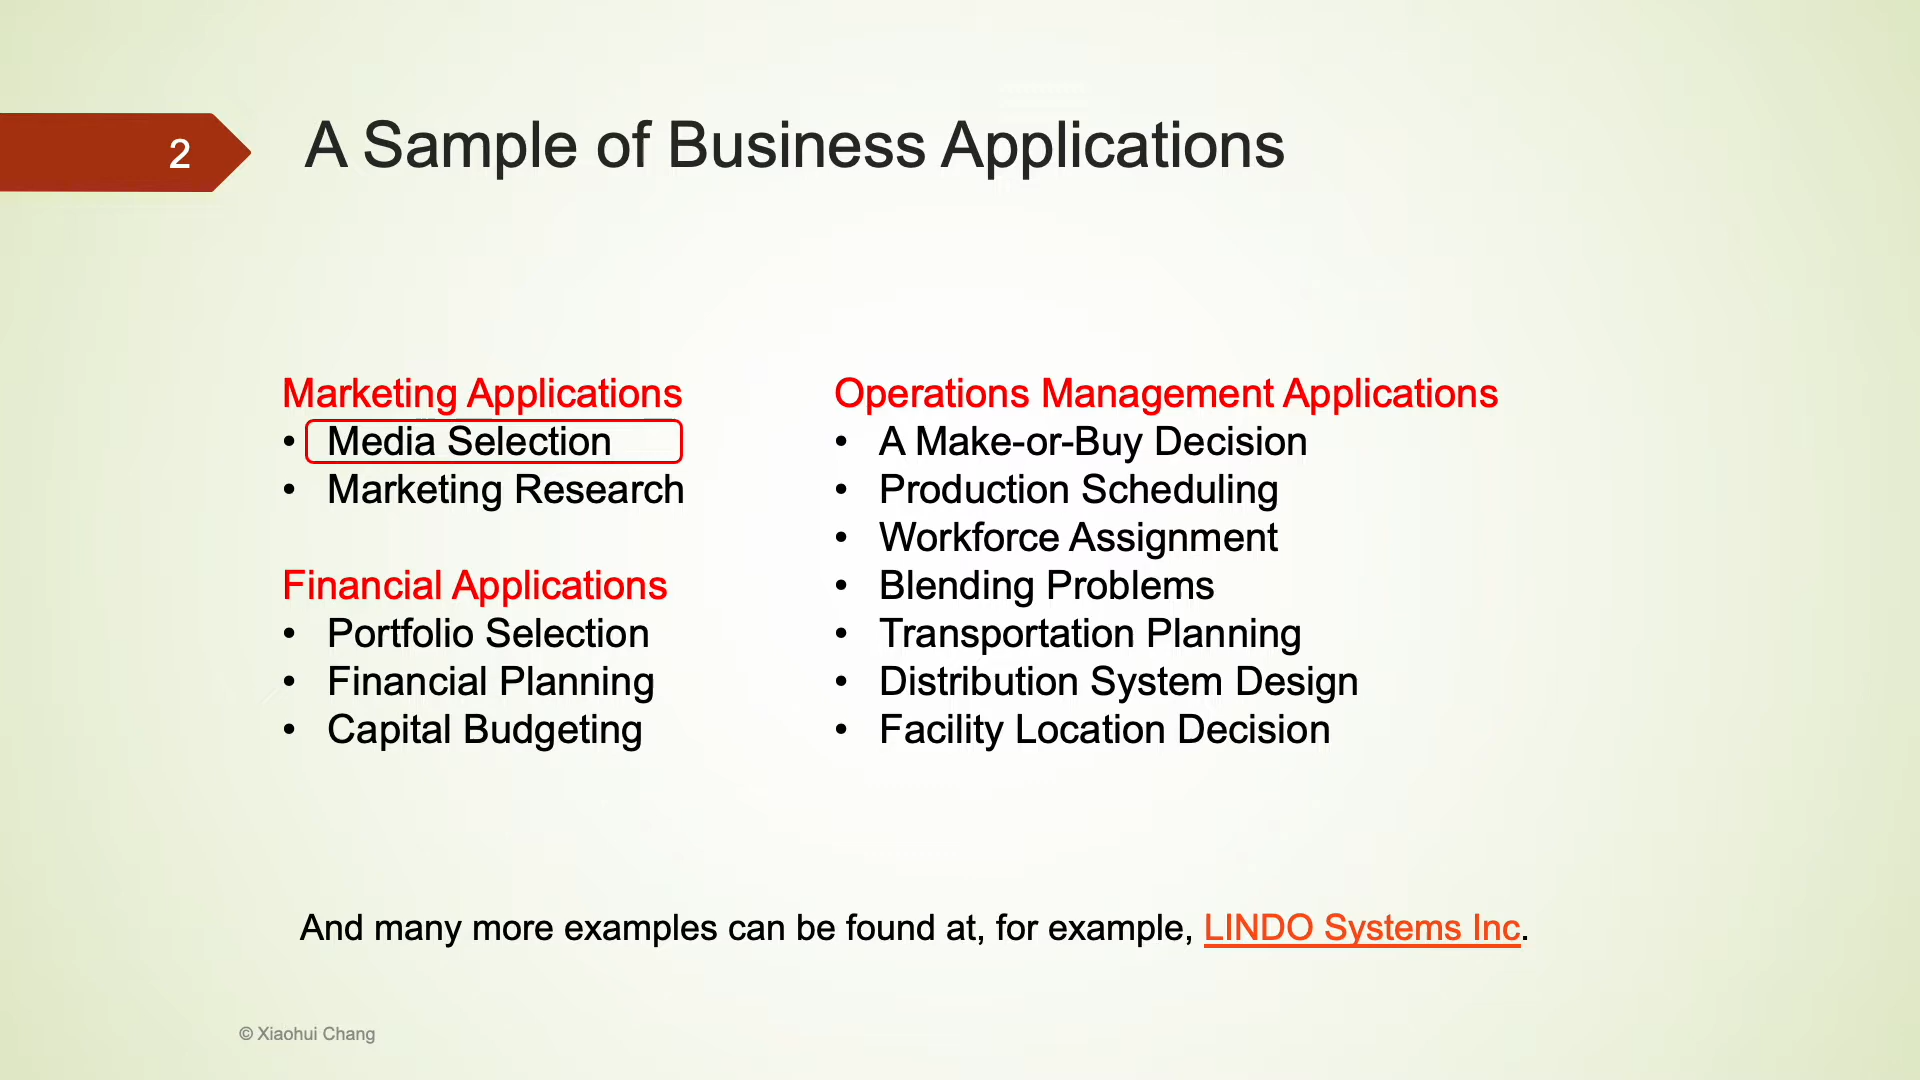 2
A Sample of Business Applications
Marketing Applications
• Media Selection
• Marketing Research
Financial Applications
• Portfolio Selection
• Financial Planning
• Capital Budgeting
Operations Management Applications
• A Make-or-Buy Decision
• Production Scheduling
• Workforce Assignment
• Blending Problems
• Transportation Planning
• Distribution System Design
• Facility Location Decision
And many more examples can be found at, for example, LINDO Systems Inc.
© Xiaohui Chang